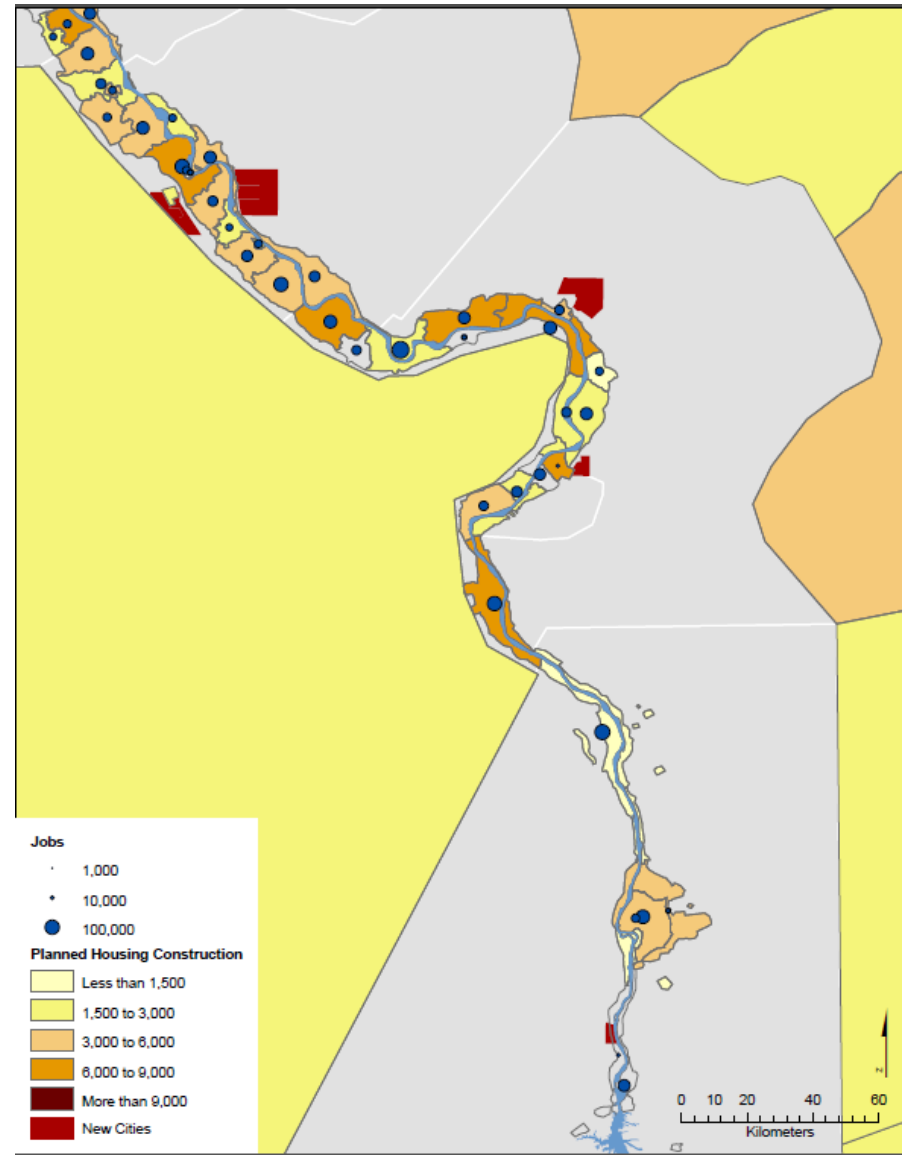 Jobs
1,000
10,000
100,000
Planned Housing Construction
Less than 1,500
1,500 to 3,000
3,000 to 6,000
6,000 to 9,000
More than 9,000
New Cities
Z
0 10 20 40 60
Kilometers